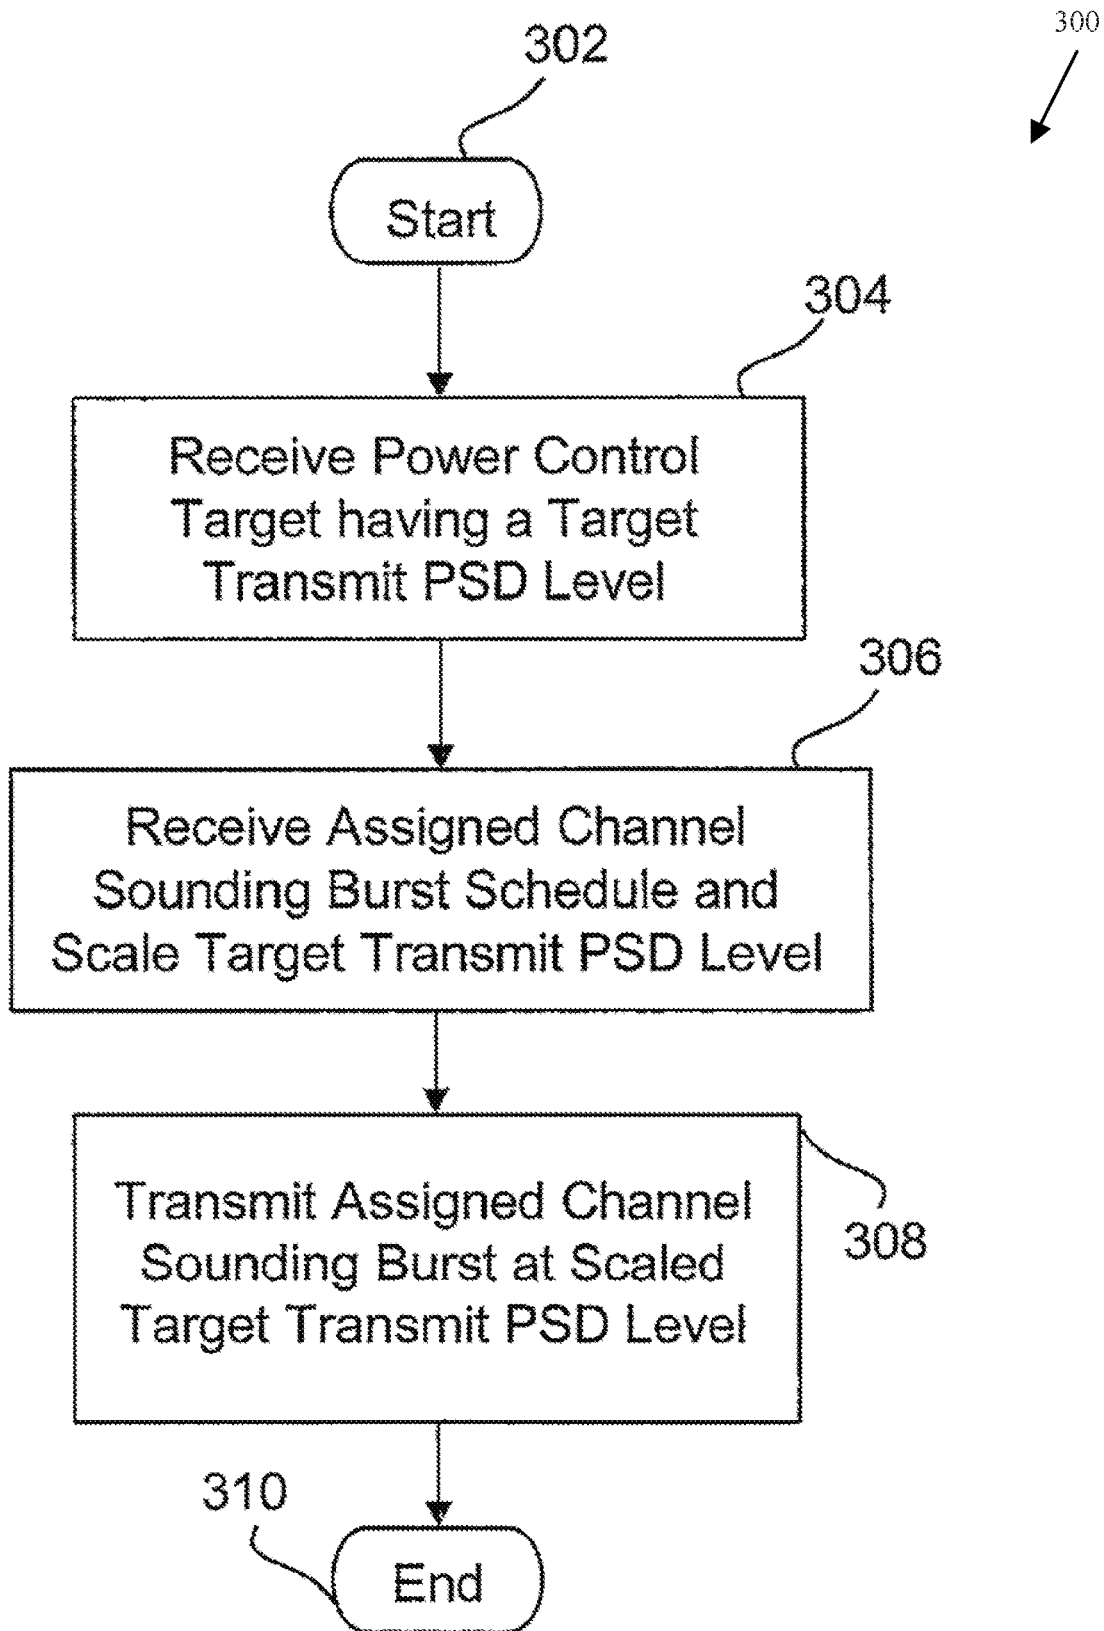 300
302
Start
304
Receive Power Control
Target having a Target
Transmit PSD Level
306
Receive Assigned Channel
Sounding Burst Schedule and
Scale Target Transmit PSD Level
Transmit Assigned Channel
Sounding Burst at Scaled
Target Transmit PSD Level
308
310
End